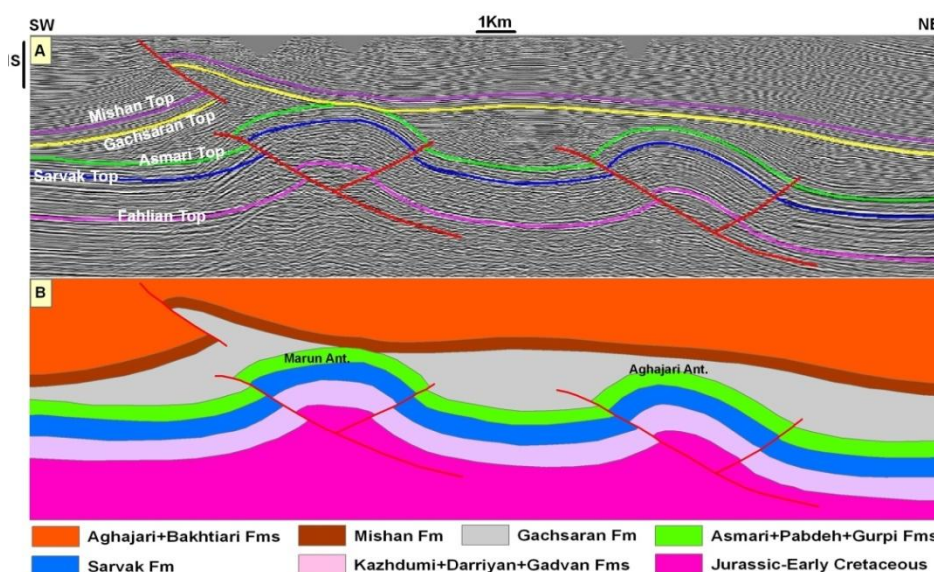 SW 1Km NE
A
S
Mishan Top
Gachsaran Top
Asmari Top
Sarvak Top
Fahlian Top
B
Marun Ant.
Aghajari Ant.
Aghajari+Bakhtiari Fms Mishan Fm Gachsaran Fm Asmari+Pabdeh+Gurpi Fms
Sarvak Fm Kazhdumi+Darriyan+Gadvan Fms Jurassic-Early Cretaceous